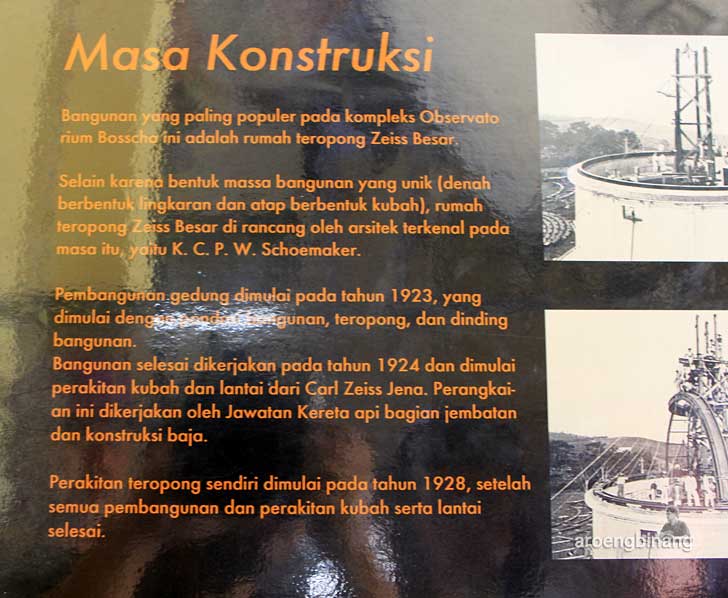 Masa Konstruksi
Bangunan yang paling populer pada kompleks Observato
rium Bosscha ini adalah rumah teropong Zeiss Besar.
Selain karena bentuk massa bangunan yang unik (denah
berbentuk lingkaran dan atap berbentuk kubah), rumah
teropong Zeiss Besar di rancang oleh arsitek terkenal pada
masa itu, yaitu K. C. P. W. Schoemaker.
Pembangunan gedung dimulai pada tahun 1923, yang
dimulai dengan pondasi bangunan, teropong, dan dinding
bangunan.
Bangunan selesai dikerjakan pada tahun 1924 dan dimulai
perakitan kubah dan lantai dari Carl Zeiss Jena. Perangkai-
an ini dikerjakan oleh Jawatan Kereta api bagian jembatan
dan konstruksi baja.
Perakitan teropong sendiri dimulai pada tahun 1928, setelah
semua pembangunan dan perakitan kubah serta lantai
selesai.
aroengbinang